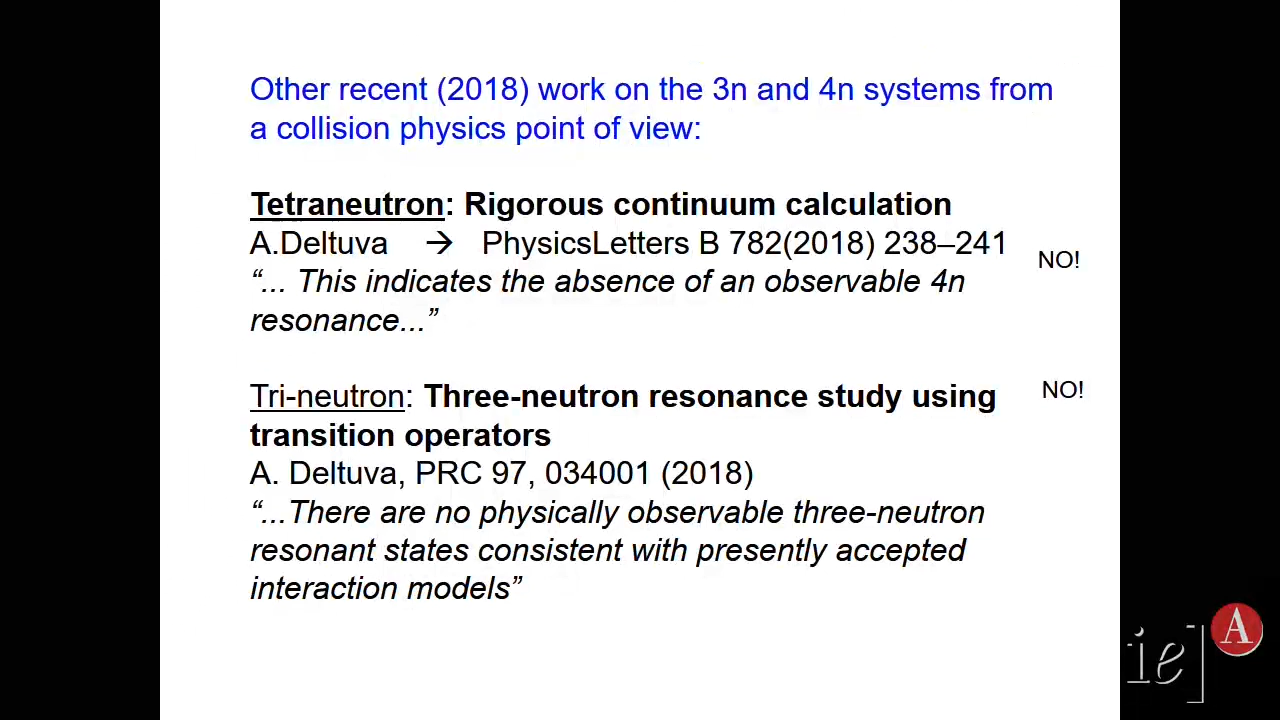 Other recent (2018) work on the 3n and 4n systems from
a collision physics point of view:
Tetraneutron: Rigorous continuum calculation
A.Deltuva → PhysicsLetters B 782(2018) 238–241
NO!
“... This indicates the absence of an observable 4n
resonance...”
Tri-neutron: Three-neutron resonance study using
NO!
transition operators
A. Deltuva, PRC 97, 034001 (2018)
“...There are no physically observable three-neutron
resonant states consistent with presently accepted
interaction models”
ie]
A